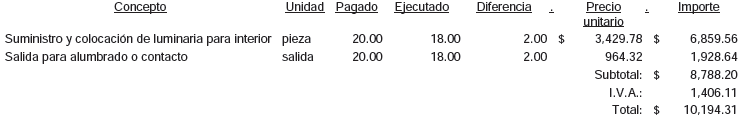 Concepto Unidad Pagado Ejecutado Diferencia . Precio unitario . Importe
Suministro y colocación de luminaria para interior pieza 20.00 18.00 2.00 $ 3,429.78 $ 6,859.56
Salida para alumbrado o contacto salida 20.00 18.00 2.00 964.32 1,928.64
Subtotal: $ 8,788.20
I.V.A.: 1,406.11
Total: $ 10,194.31